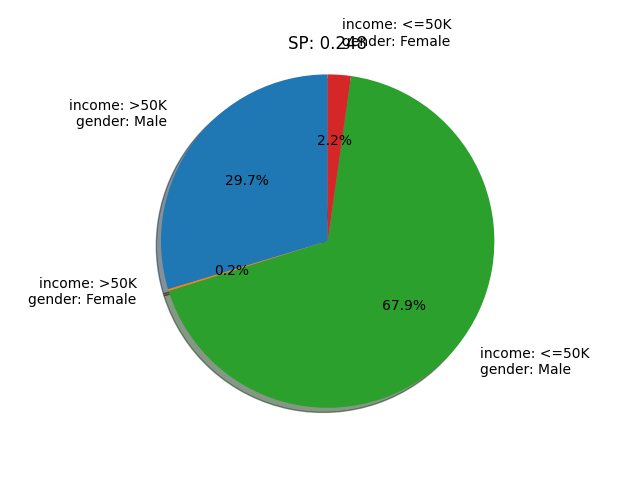 income: <=50K
gender: Female
SP: 0.248
income: >50K
gender: Male
2.2%
29.7%
0.2%
income: >50K
gender: Female
67.9%
income: <=50K
gender: Male